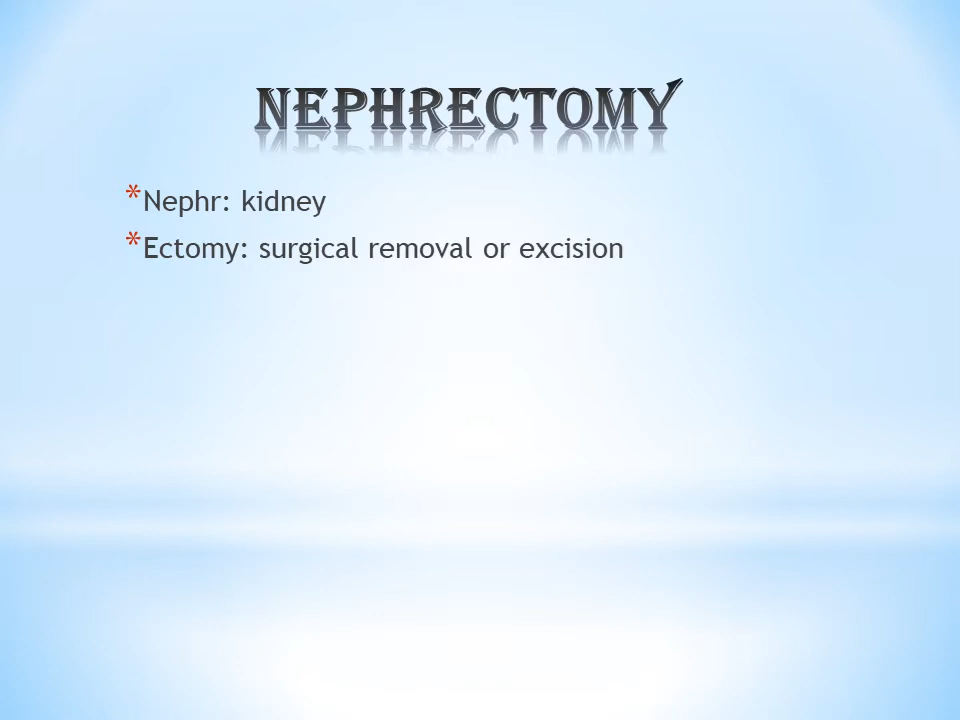 NEPHRECTOMY
* Nephr: kidney
* Ectomy: surgical removal or excision